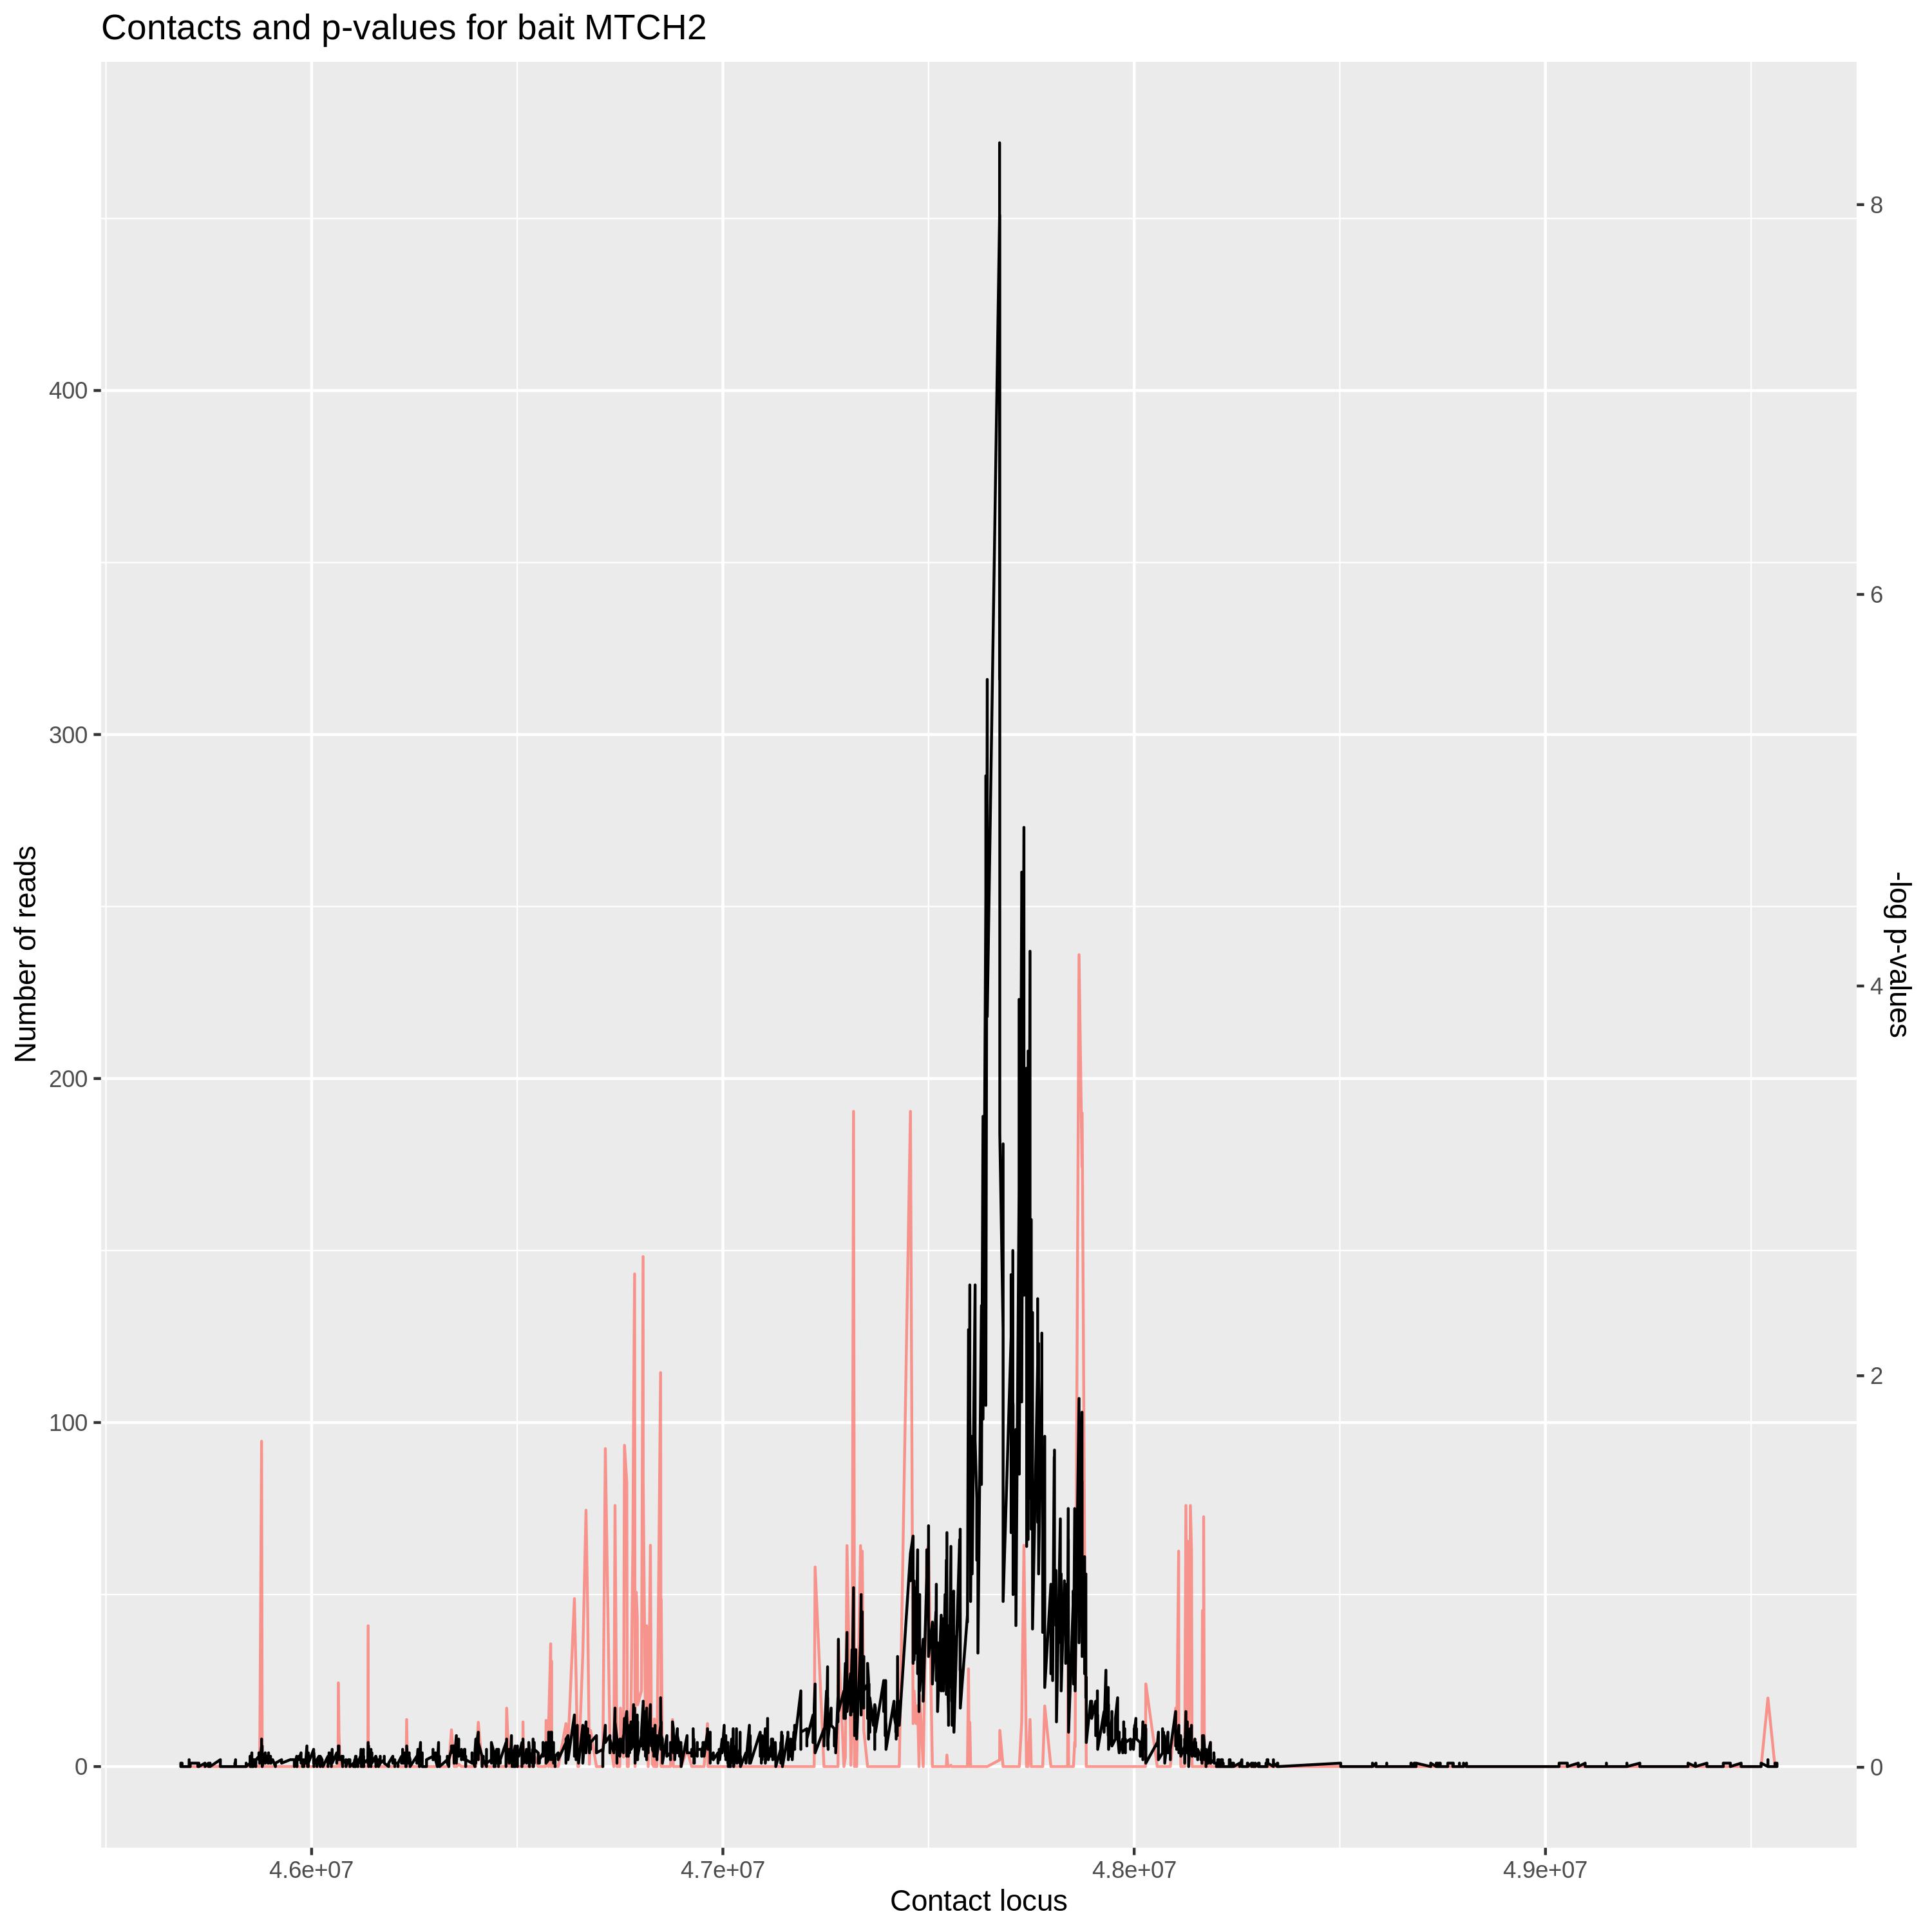 Contacts and p-values for bait MTCH2
Number of reads
400
300
200
100
0
8
6
4
2
0
-log p-values
4.6e+07
4.7e+07
4.8e+07
4.9e+07
Contact locus